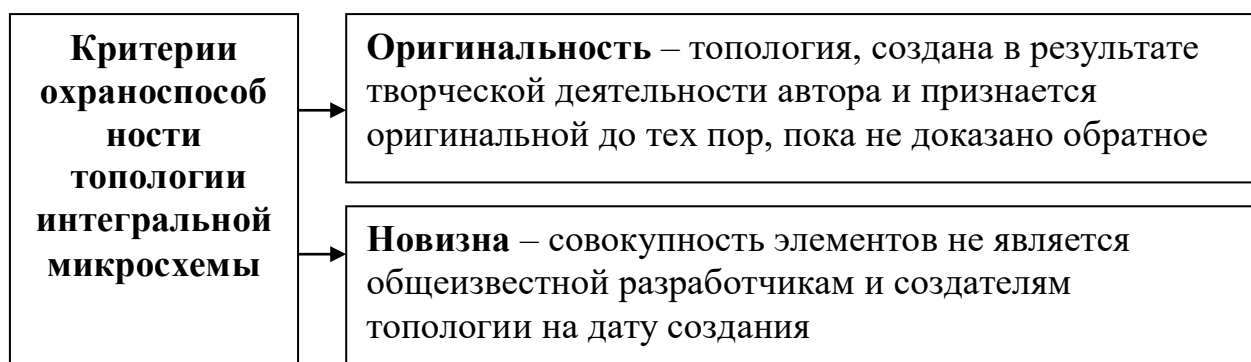 Критерии
охраноспособ
ности
топологии
интегральной
микросхемы
Оригинальность – топология, создана в результате
творческой деятельности автора и признается
оригинальной до тех пор, пока не доказано обратное
Новизна – совокупность элементов не является
общеизвестной разработчикам и создателям
топологии на дату создания